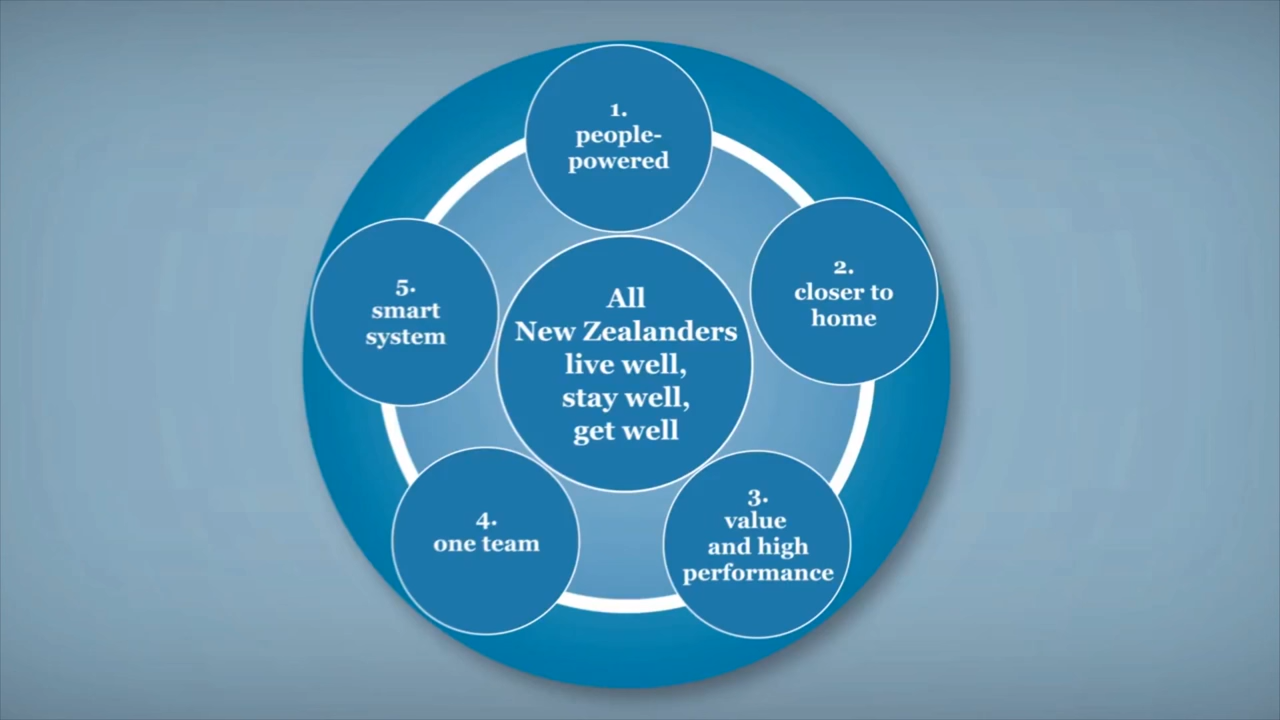 1.
people-
powered
2.
closer to
home
3.
value
and high
performance
4.
one team
5.
smart
system
All
New Zealanders
live well,
stay well,
get well